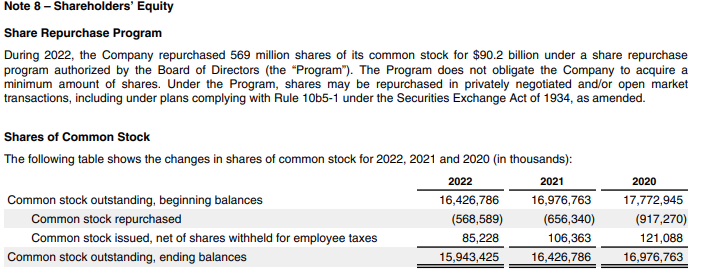 Note 8 – Shareholders’ Equity
Share Repurchase Program
During 2022, the Company repurchased 569 million shares of its common stock for $90.2 billion under a share repurchase
program authorized by the Board of Directors (the “Program”). The Program does not obligate the Company to acquire a
minimum amount of shares. Under the Program, shares may be repurchased in privately negotiated and/or open market
transactions, including under plans complying with Rule 10b5-1 under the Securities Exchange Act of 1934, as amended.
Shares of Common Stock
The following table shows the changes in shares of common stock for 2022, 2021 and 2020 (in thousands):
2022 2021 2020
Common stock outstanding, beginning balances 16,426,786 16,976,763 17,772,945
Common stock repurchased (568,589) (656,340) (917,270)
Common stock issued, net of shares withheld for employee taxes 85,228 106,363 121,088
Common stock outstanding, ending balances 15,943,425 16,426,786 16,976,763